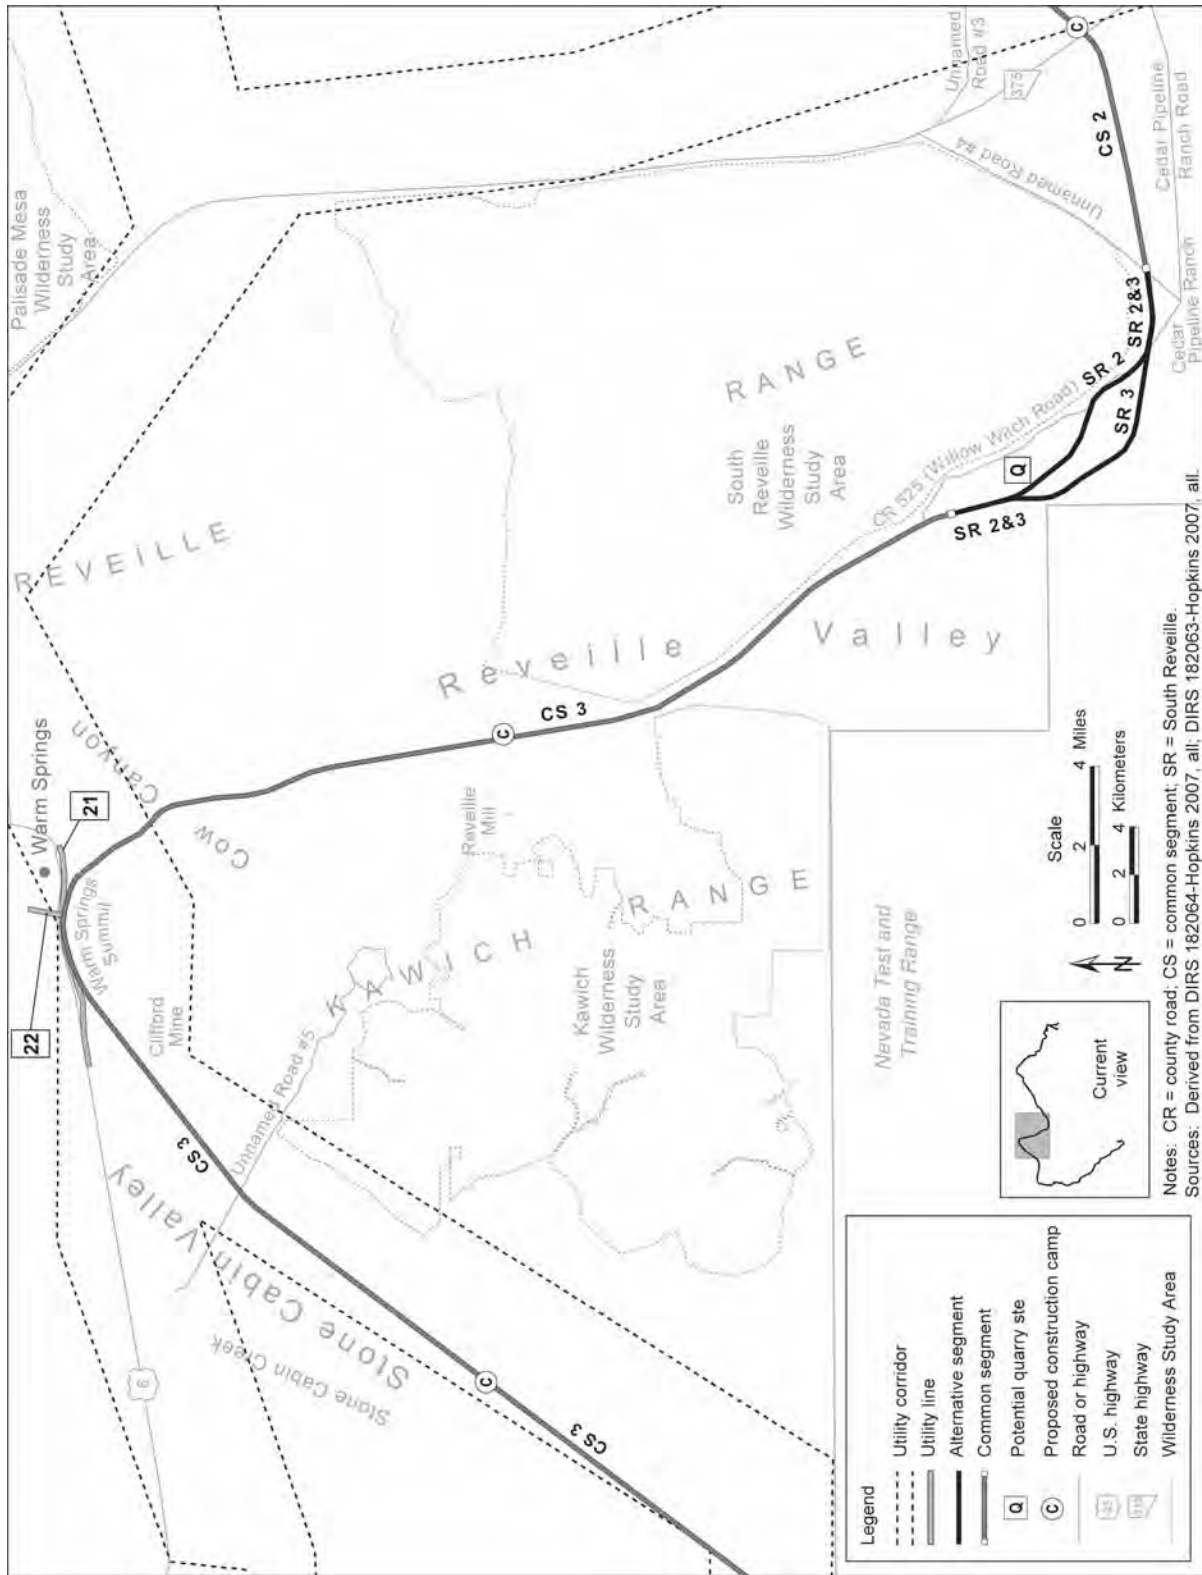 Palisade Mesa
Wilderness
Study
Area
Unnamed
Road #3
375
Unnamed Road #4
CS 2
Cedar Pipeline
Ranch Road
Cedar
Pipeline Ranch
SR 2&3
SR 2
SR 3
CR 525 (Willow Witch Road)
Q
SR 2&3
RANGE
South
Reveille
Wilderness
Study
Area
REVEILLE
Reveille
Valley
C
CS 3
C
Warm Springs
21
22
Warm Springs
Summit
Cow Canyon
Clifford
Mine
Reveille
Mill
KAWICH
RANGE
Kawich
Wilderness
Study
Area
Unnamed Road #5
CS 3
Stone Cabin Valley
Stone Cabin Creek
6
C
CS 3
Nevada Test and
Training Range
Scale
0 2 4 Miles
0 2 4 Kilometers
N
Current
view
Legend
Utility corridor
Utility line
Alternative segment
Common segment
Q Potential quarry ste
C Proposed construction camp
Road or highway
U.S. highway
State highway
Wilderness Study Area
Notes: CR = county road; CS = common segment; SR = South Reveille.
Sources: Derived from DIRS 182064-Hopkins 2007, all; DIRS 182063-Hopkins 2007, all.